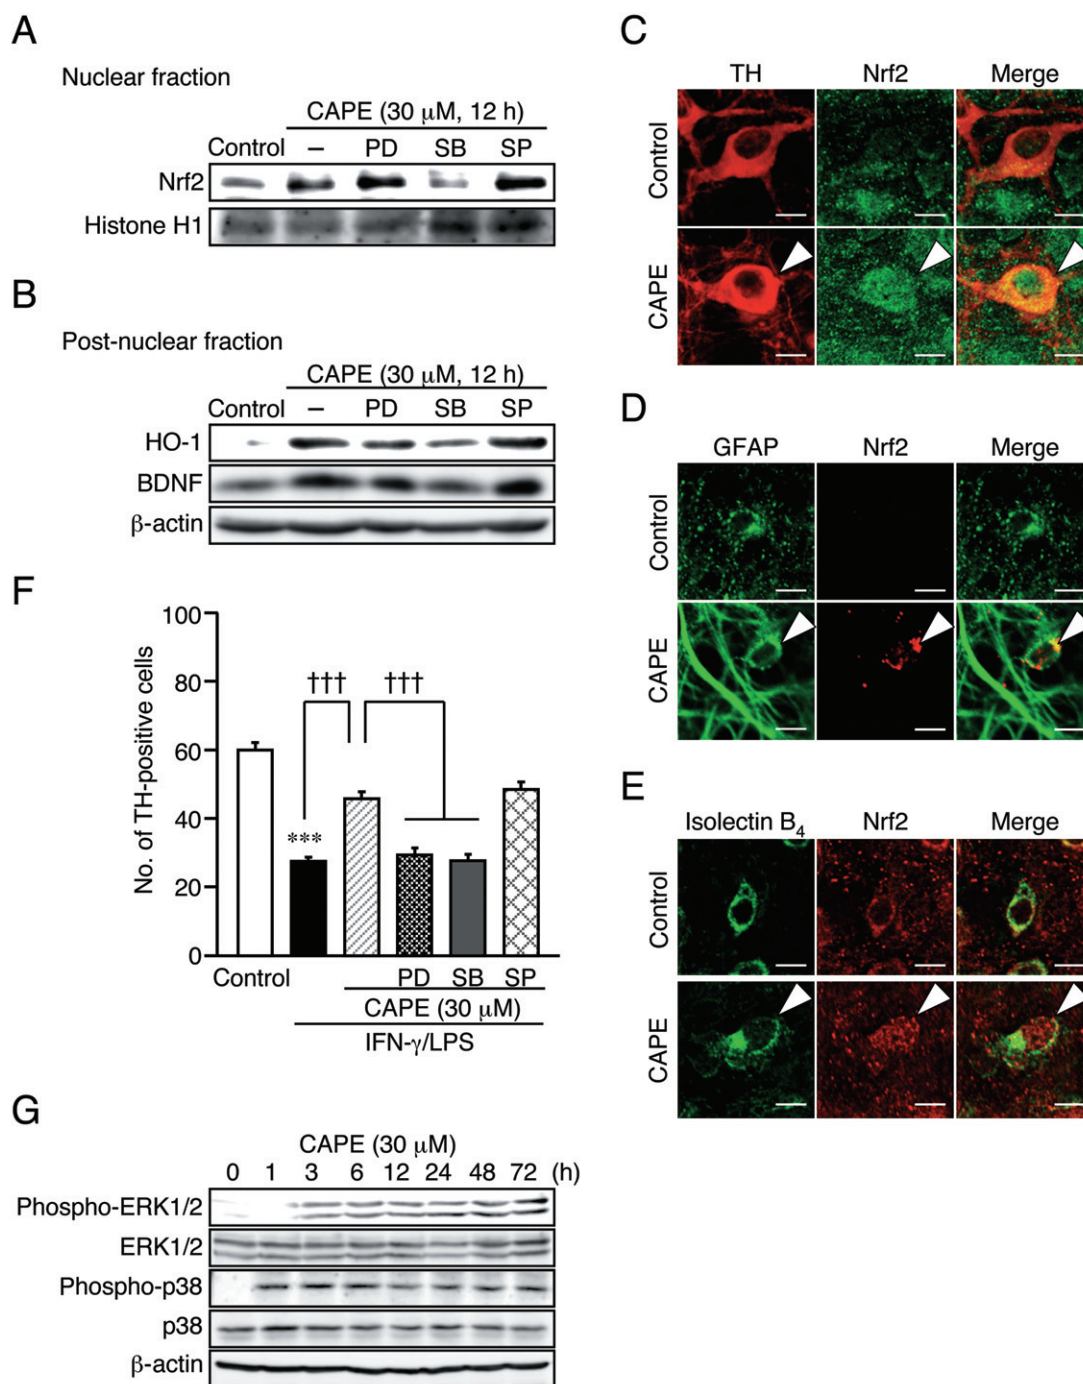 A
Nuclear fraction
CAPE (30 μM, 12 h)
Control – PD SB SP
Nrf2
Histone H1
B
Post-nuclear fraction
CAPE (30 μM, 12 h)
Control – PD SB SP
HO-1
BDNF
β-actin
F
No. of TH-positive cells
100
80
60
40
20
0
†††
†††
***
Control
PD SB SP
CAPE (30 μM)
IFN-γ/LPS
G
CAPE (30 μM)
0 1 3 6 12 24 48 72 (h)
Phospho-ERK1/2
ERK1/2
Phospho-p38
p38
β-actin
C
TH Nrf2 Merge
Control
CAPE
D
GFAP Nrf2 Merge
Control
CAPE
E
Isolectin B₄ Nrf2 Merge
Control
CAPE